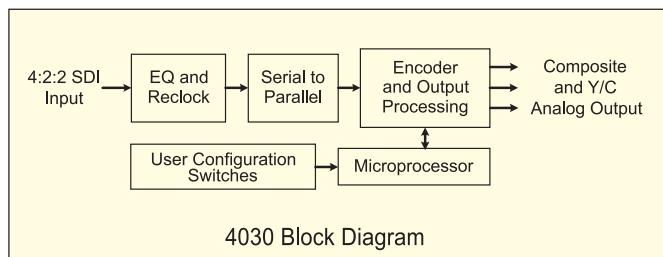 4:2:2 SDI
Input
EQ and
Reclock
Serial to
Parallel
Encoder
and Output
Processing
Composite
and Y/C
Analog Output
User Configuration
Switches
Microprocessor
4030 Block Diagram